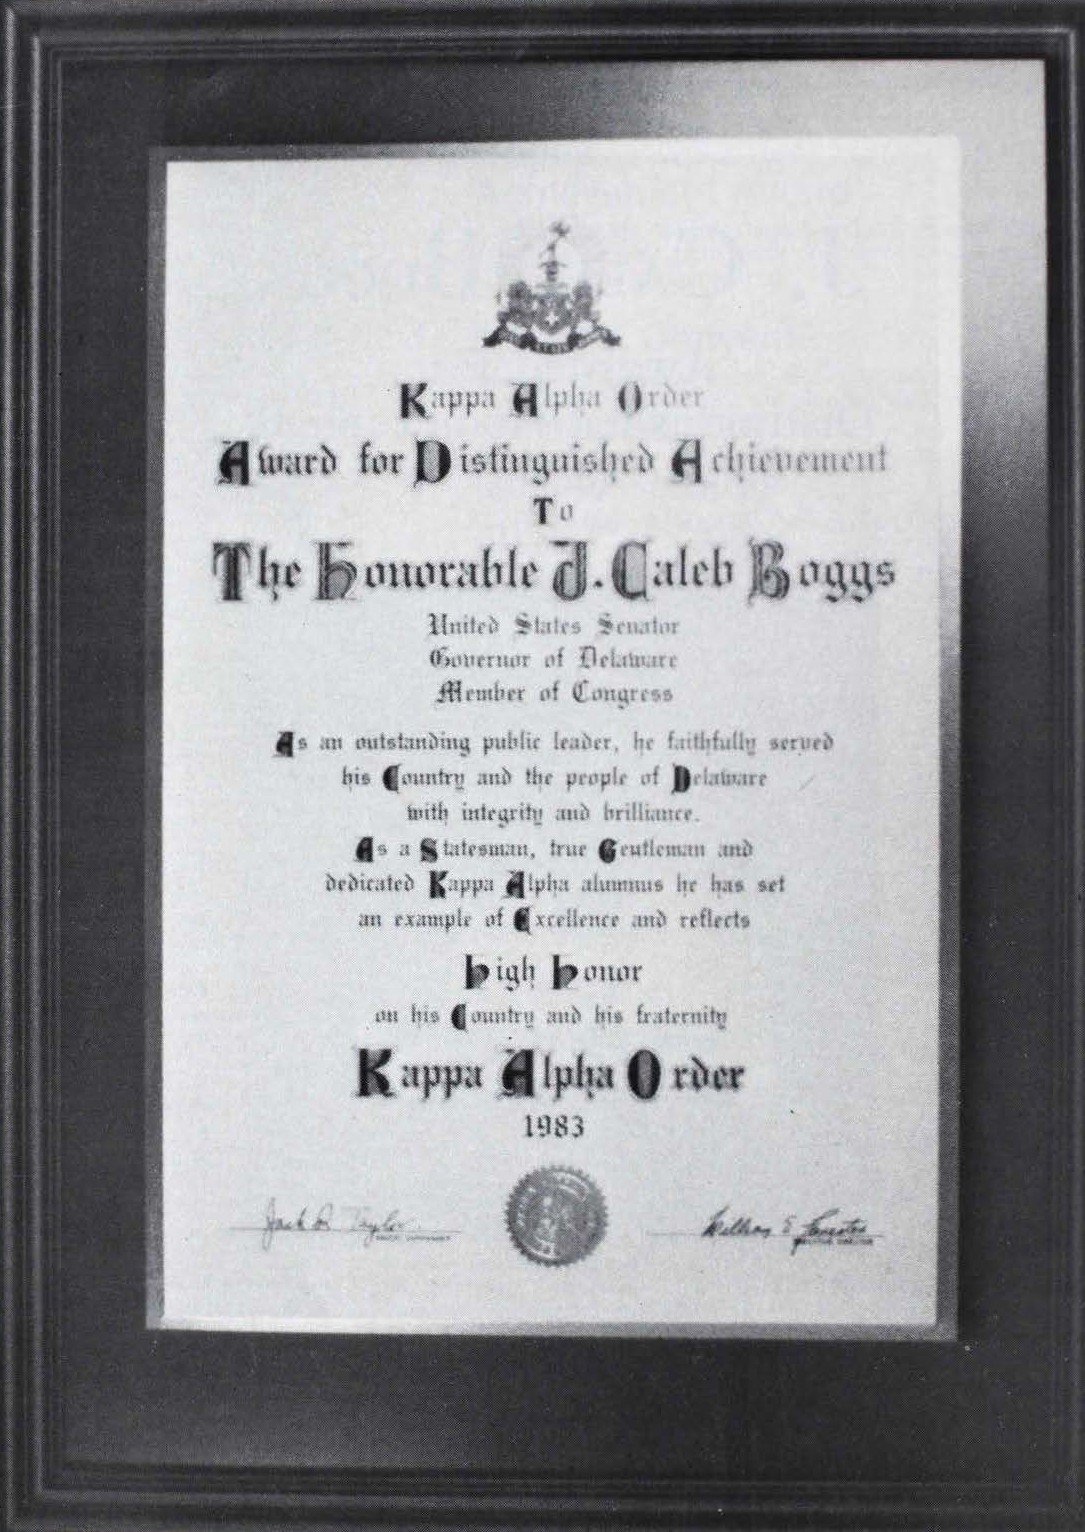 Kappa Alpha Order
Award for Distinguished Achievement
To
The Honorable J. Caleb Boggs
United States Senator
Governor of Delaware
Member of Congress
As an outstanding public leader, he faithfully served
his Country and the people of Delaware
with integrity and brilliance.
As a Statesman, true Gentleman and
dedicated Kappa Alpha alumnus he has set
an example of Excellence and reflects
High Honor
on his Country and his fraternity
Kappa Alpha Order
1983
Jack R. Taylor
William E.